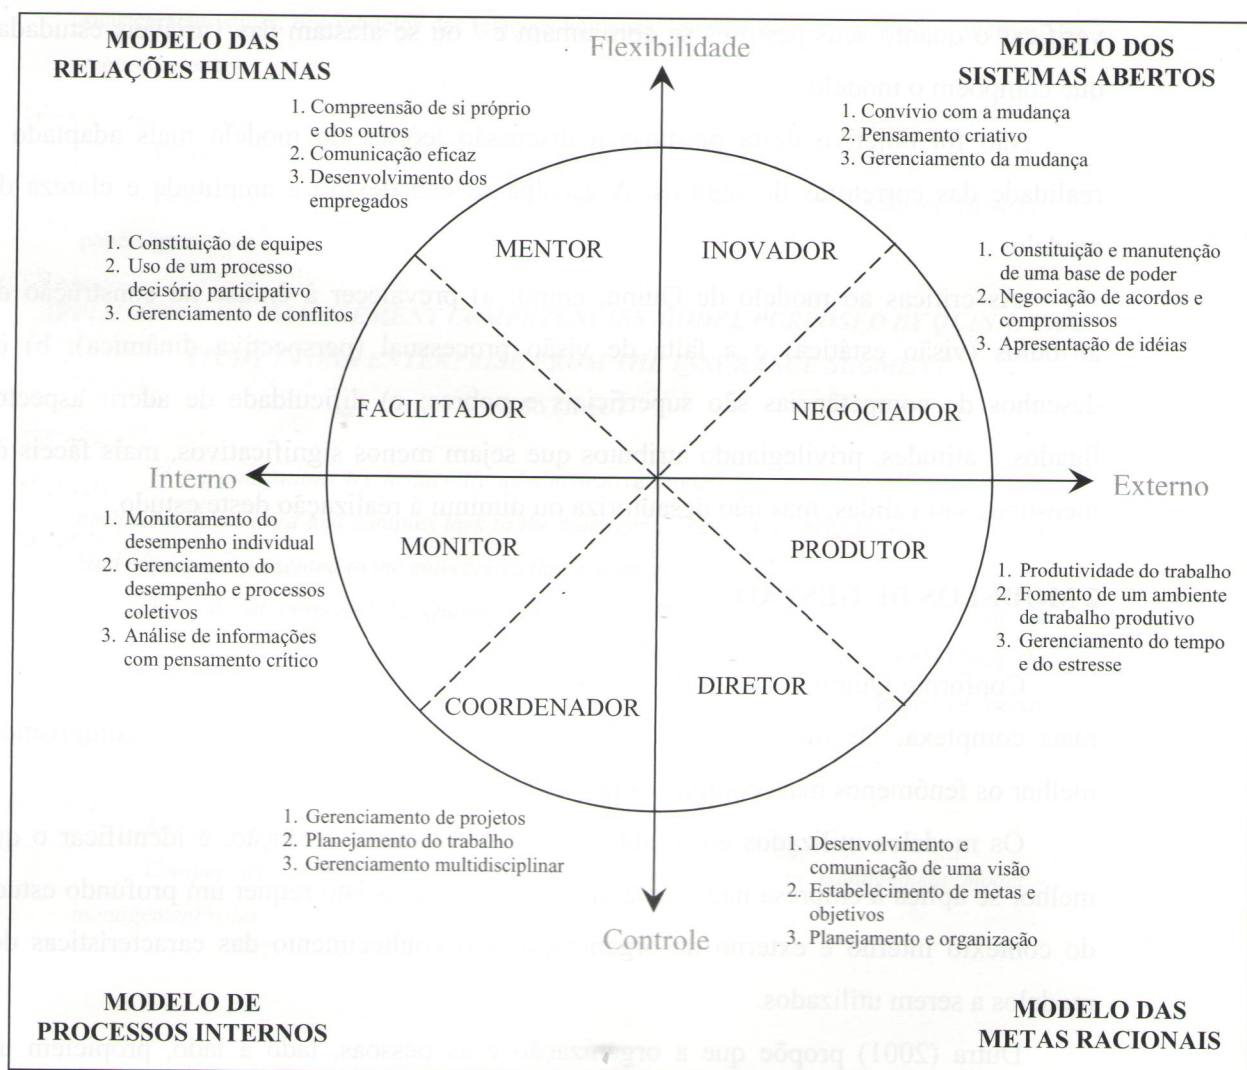 MODELO DAS
RELAÇÕES HUMANAS
Flexibilidade
MODELO DOS
SISTEMAS ABERTOS
1. Compreensão de si próprio
e dos outros
2. Comunicação eficaz
3. Desenvolvimento dos
empregados
1. Convívio com a mudança
2. Pensamento criativo
3. Gerenciamento da mudança
1. Constituição de equipes
2. Uso de um processo
decisório participativo
3. Gerenciamento de conflitos
MENTOR
INOVADOR
1. Constituição e manutenção
de uma base de poder
2. Negociação de acordos e
compromissos
3. Apresentação de idéias
FACILITADOR
NEGOCIADOR
Interno
Externo
1. Monitoramento do
desempenho individual
2. Gerenciamento do
desempenho e processos
coletivos
3. Análise de informações
com pensamento crítico
MONITOR
PRODUTOR
1. Produtividade do trabalho
2. Fomento de um ambiente
de trabalho produtivo
3. Gerenciamento do tempo
e do estresse
COORDENADOR
DIRETOR
1. Gerenciamento de projetos
2. Planejamento do trabalho
3. Gerenciamento multidisciplinar
1. Desenvolvimento e
comunicação de uma visão
2. Estabelecimento de metas e
objetivos
3. Planejamento e organização
Controle
MODELO DE
PROCESSOS INTERNOS
MODELO DAS
METAS RACIONAIS